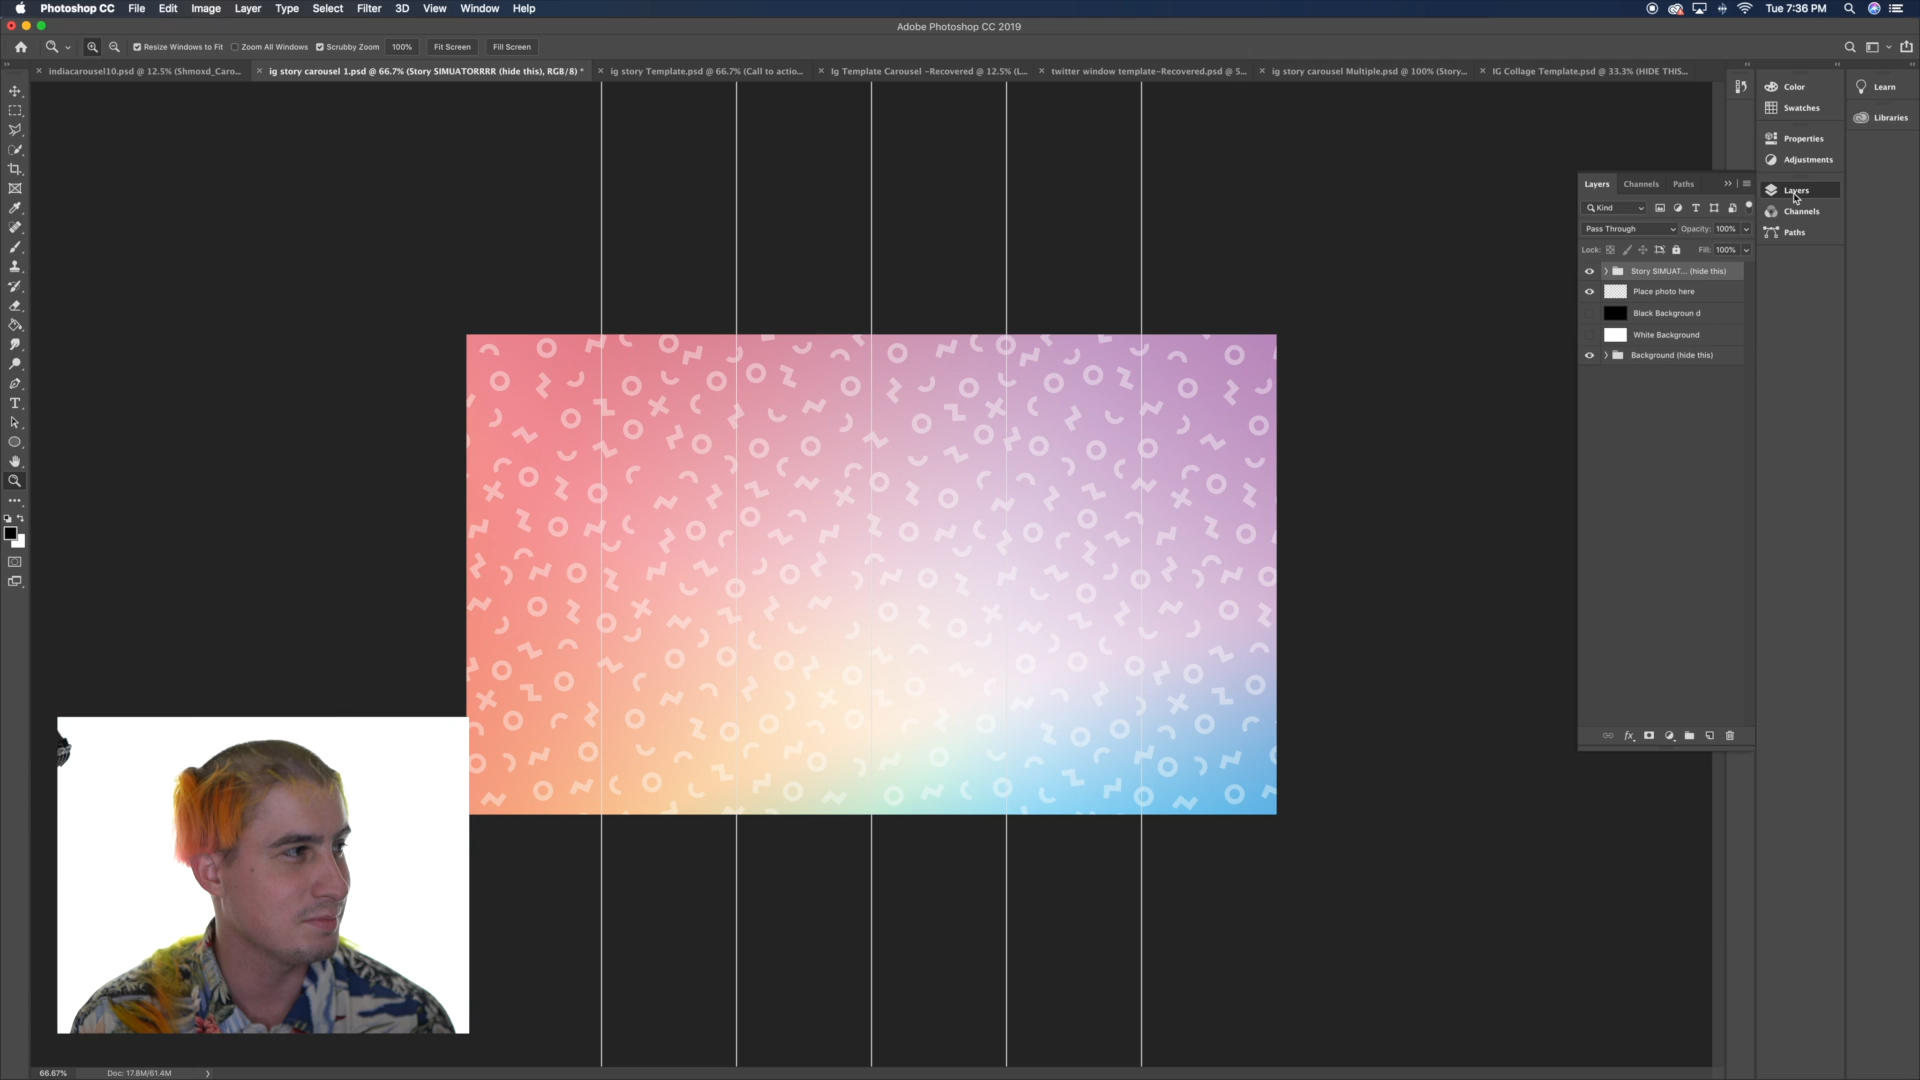 Photoshop CC File Edit Image Layer Type Select Filter 3D View Window Help Tue 7:36 PM
Adobe Photoshop CC 2019
Resize Windows to Fit Zoom All Windows Scrubby Zoom 100% Fit Screen Fill Screen
indiacarousel10.psd @ 12.5% (Shmoxd_Caro... ig story carousel 1.psd @ 66.7% (Story SIMUATORRRR (hide this), RGB/8) * ig story Template.psd @ 66.7% (Call to actio... Ig Template Carousel -Recovered @ 12.5% (L... twitter window template-Recovered.psd @ 5... ig story carousel Multiple.psd @ 100% (Story... IG Collage Template.psd @ 33.3% (HIDE THIS...
Color
Swatches
Properties
Adjustments
Layers
Channels
Paths
Learn
Libraries
Layers Channels Paths
Kind
Pass Through Opacity: 100%
Lock: Fill: 100%
Story SIMUAT... (hide this)
Place photo here
Black Backgroun d
White Background
Background (hide this)
66.67% Doc: 17.8M/61.4M